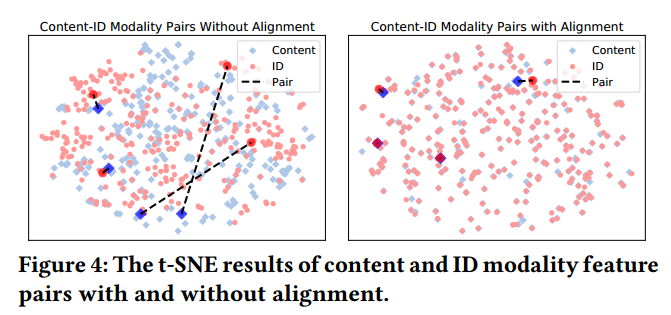 Content-ID Modality Pairs Without Alignment
Content
ID
Pair
Content-ID Modality Pairs with Alignment
Content
ID
Pair
Figure 4: The t-SNE results of content and ID modality feature
pairs with and without alignment.